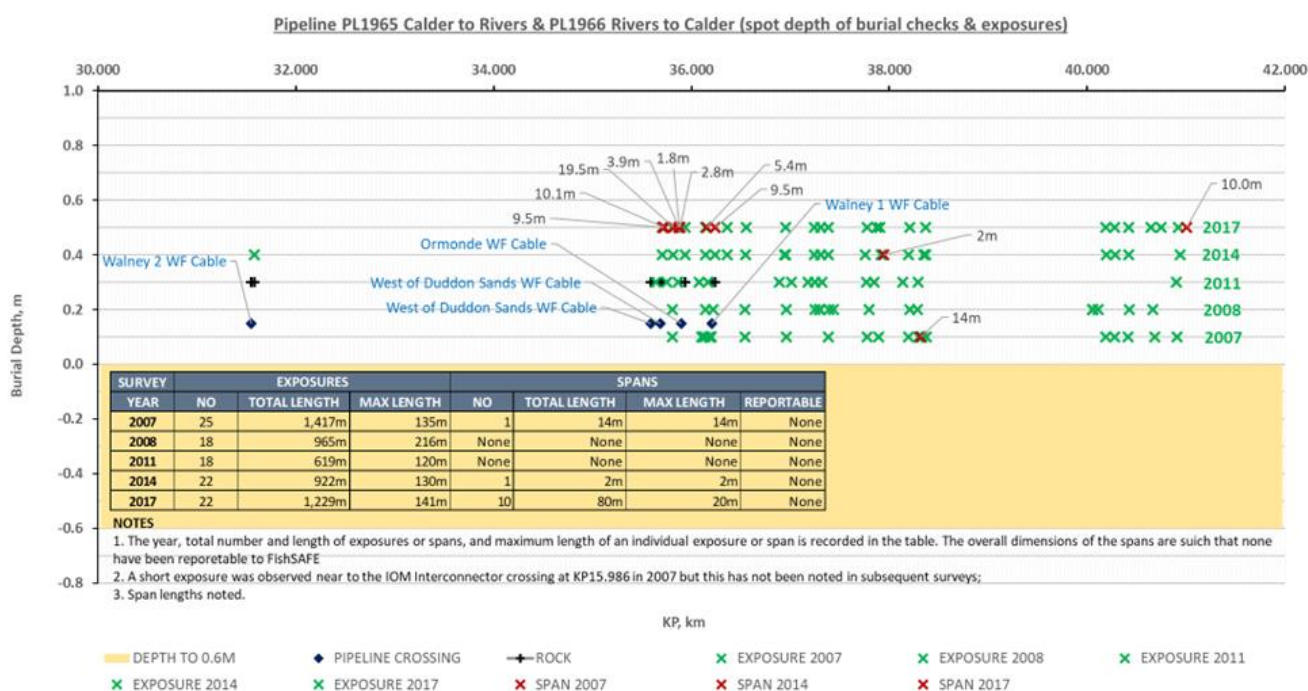 Pipeline PL1965 Calder to Rivers & PL1966 Rivers to Calder (spot depth of burial checks & exposures)
30.000 32.000 34.000 36.000 38.000 40.000 42.000
1.0
0.8
0.6
0.4
0.2
0.0
-0.2
-0.4
-0.6
-0.8
Burial Depth, m
1.8m
3.9m
5.4m
19.5m
2.8m
10.1m
9.5m
10.0m
9.5m
Walney 1 WF Cable
2017
Ormonde WF Cable
2m
2014
Walney 2 WF Cable
West of Duddon Sands WF Cable
2011
West of Duddon Sands WF Cable
2008
14m
2007
SURVEY EXPOSURES SPANS
YEAR NO TOTAL LENGTH MAX LENGTH NO TOTAL LENGTH MAX LENGTH REPORTABLE
2007 25 1,417m 135m 1 14m 14m None
2008 18 965m 216m None None None None
2011 18 619m 120m None None None None
2014 22 922m 130m 1 2m 2m None
2017 22 1,229m 141m 10 80m 20m None
NOTES
1. The year, total number and length of exposures or spans, and maximum length of an individual exposure or span is recorded in the table. The overall dimensions of the spans are suich that none
have been reporetable to FishSAFE
2. A short exposure was observed near to the IOM Interconnector crossing at KP15.986 in 2007 but this has not been noted in subsequent surveys;
3. Span lengths noted.
KP, km
DEPTH TO 0.6M PIPELINE CROSSING ROCK EXPOSURE 2007 EXPOSURE 2008 EXPOSURE 2011
EXPOSURE 2014 EXPOSURE 2017 SPAN 2007 SPAN 2014 SPAN 2017